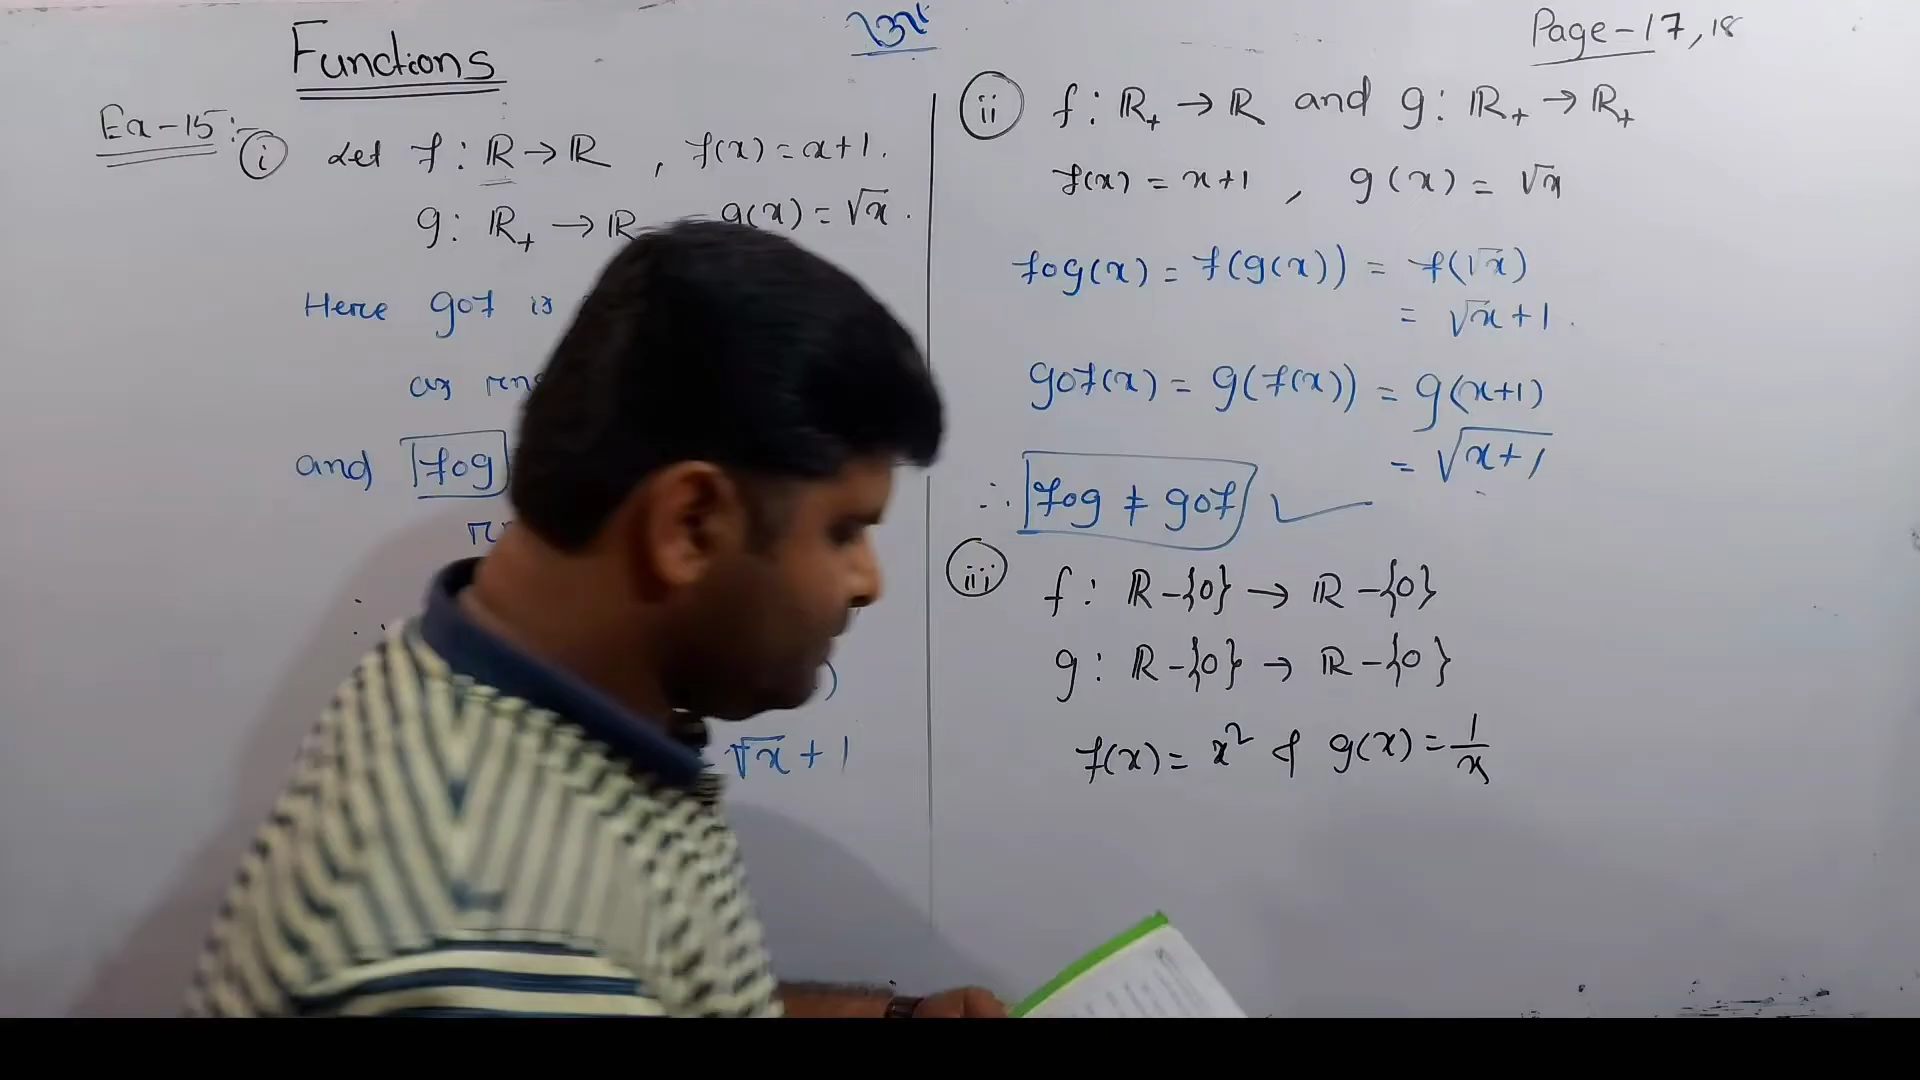 Functions
Page-17,18
Ex-15:-
(i) Let f : ℝ → ℝ , f(x) = x+1.
g : ℝ₊ → ℝ g(x) = √x .
Here gof is
as
and fog
= √x + 1
(ii) f : ℝ₊ → ℝ and g : ℝ₊ → ℝ₊
f(x) = x+1 , g(x) = √x
fog(x) = f(g(x)) = f(√x)
= √x + 1 .
gof(x) = g(f(x)) = g(x+1)
= √(x+1)
∴ fog ≠ gof
(iii) f : ℝ-{0} → ℝ-{0}
g : ℝ-{0} → ℝ-{0}
f(x) = x² & g(x) = 1/x